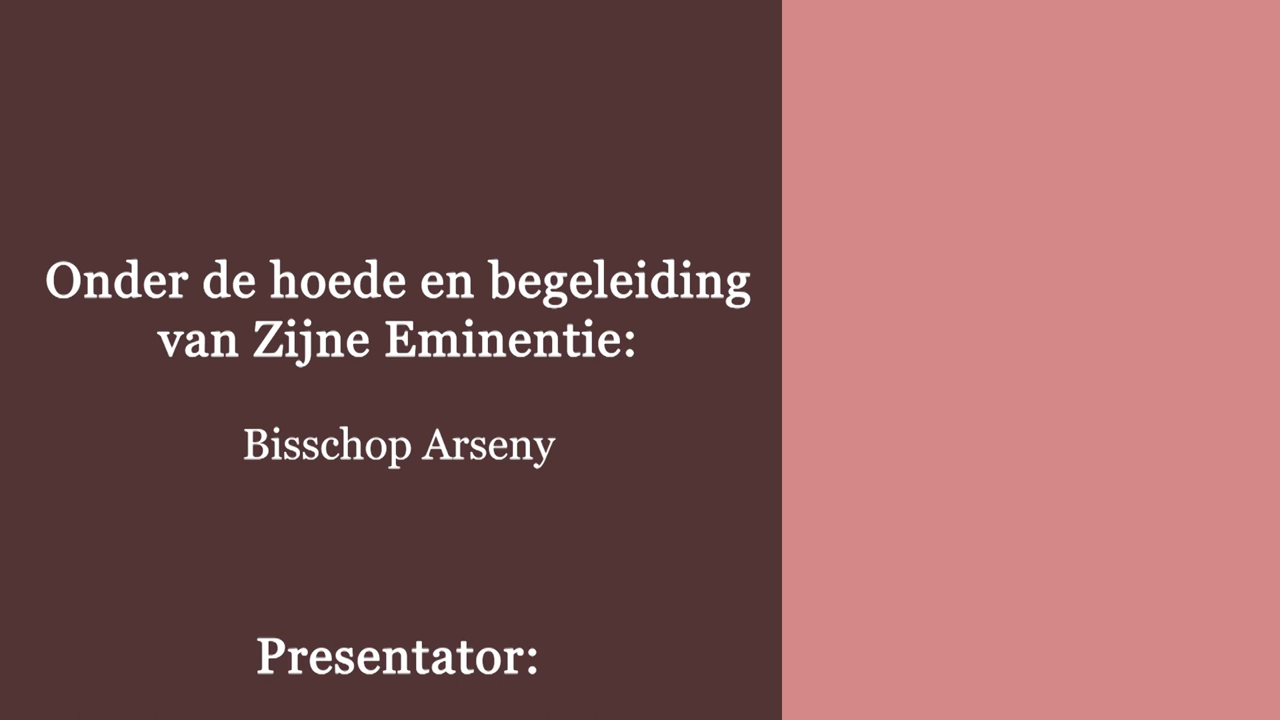 Onder de hoede en begeleiding
van Zijne Eminentie:
Bisschop Arseny
Presentator: